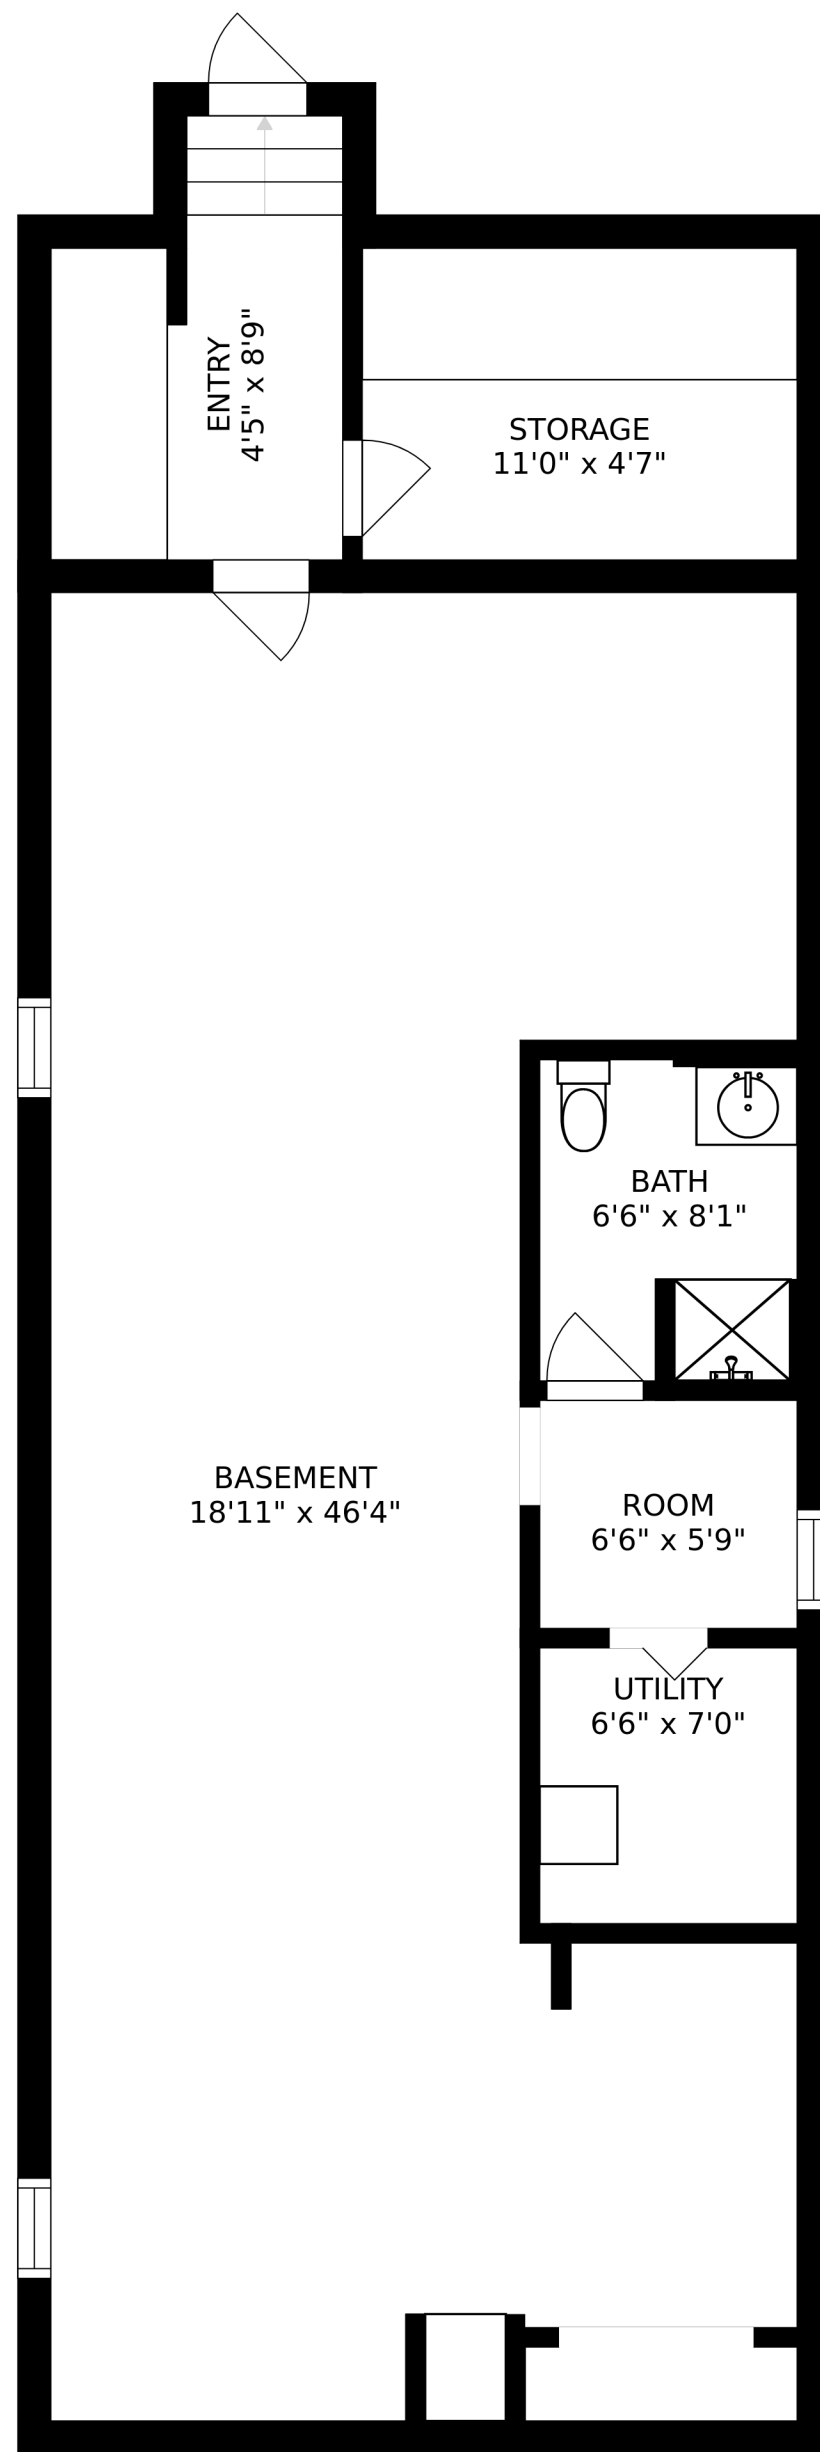 ENTRY
4'5" x 8'9"
STORAGE
11'0" x 4'7"
BATH
6'6" x 8'1"
BASEMENT
18'11" x 46'4"
ROOM
6'6" x 5'9"
UTILITY
6'6" x 7'0"